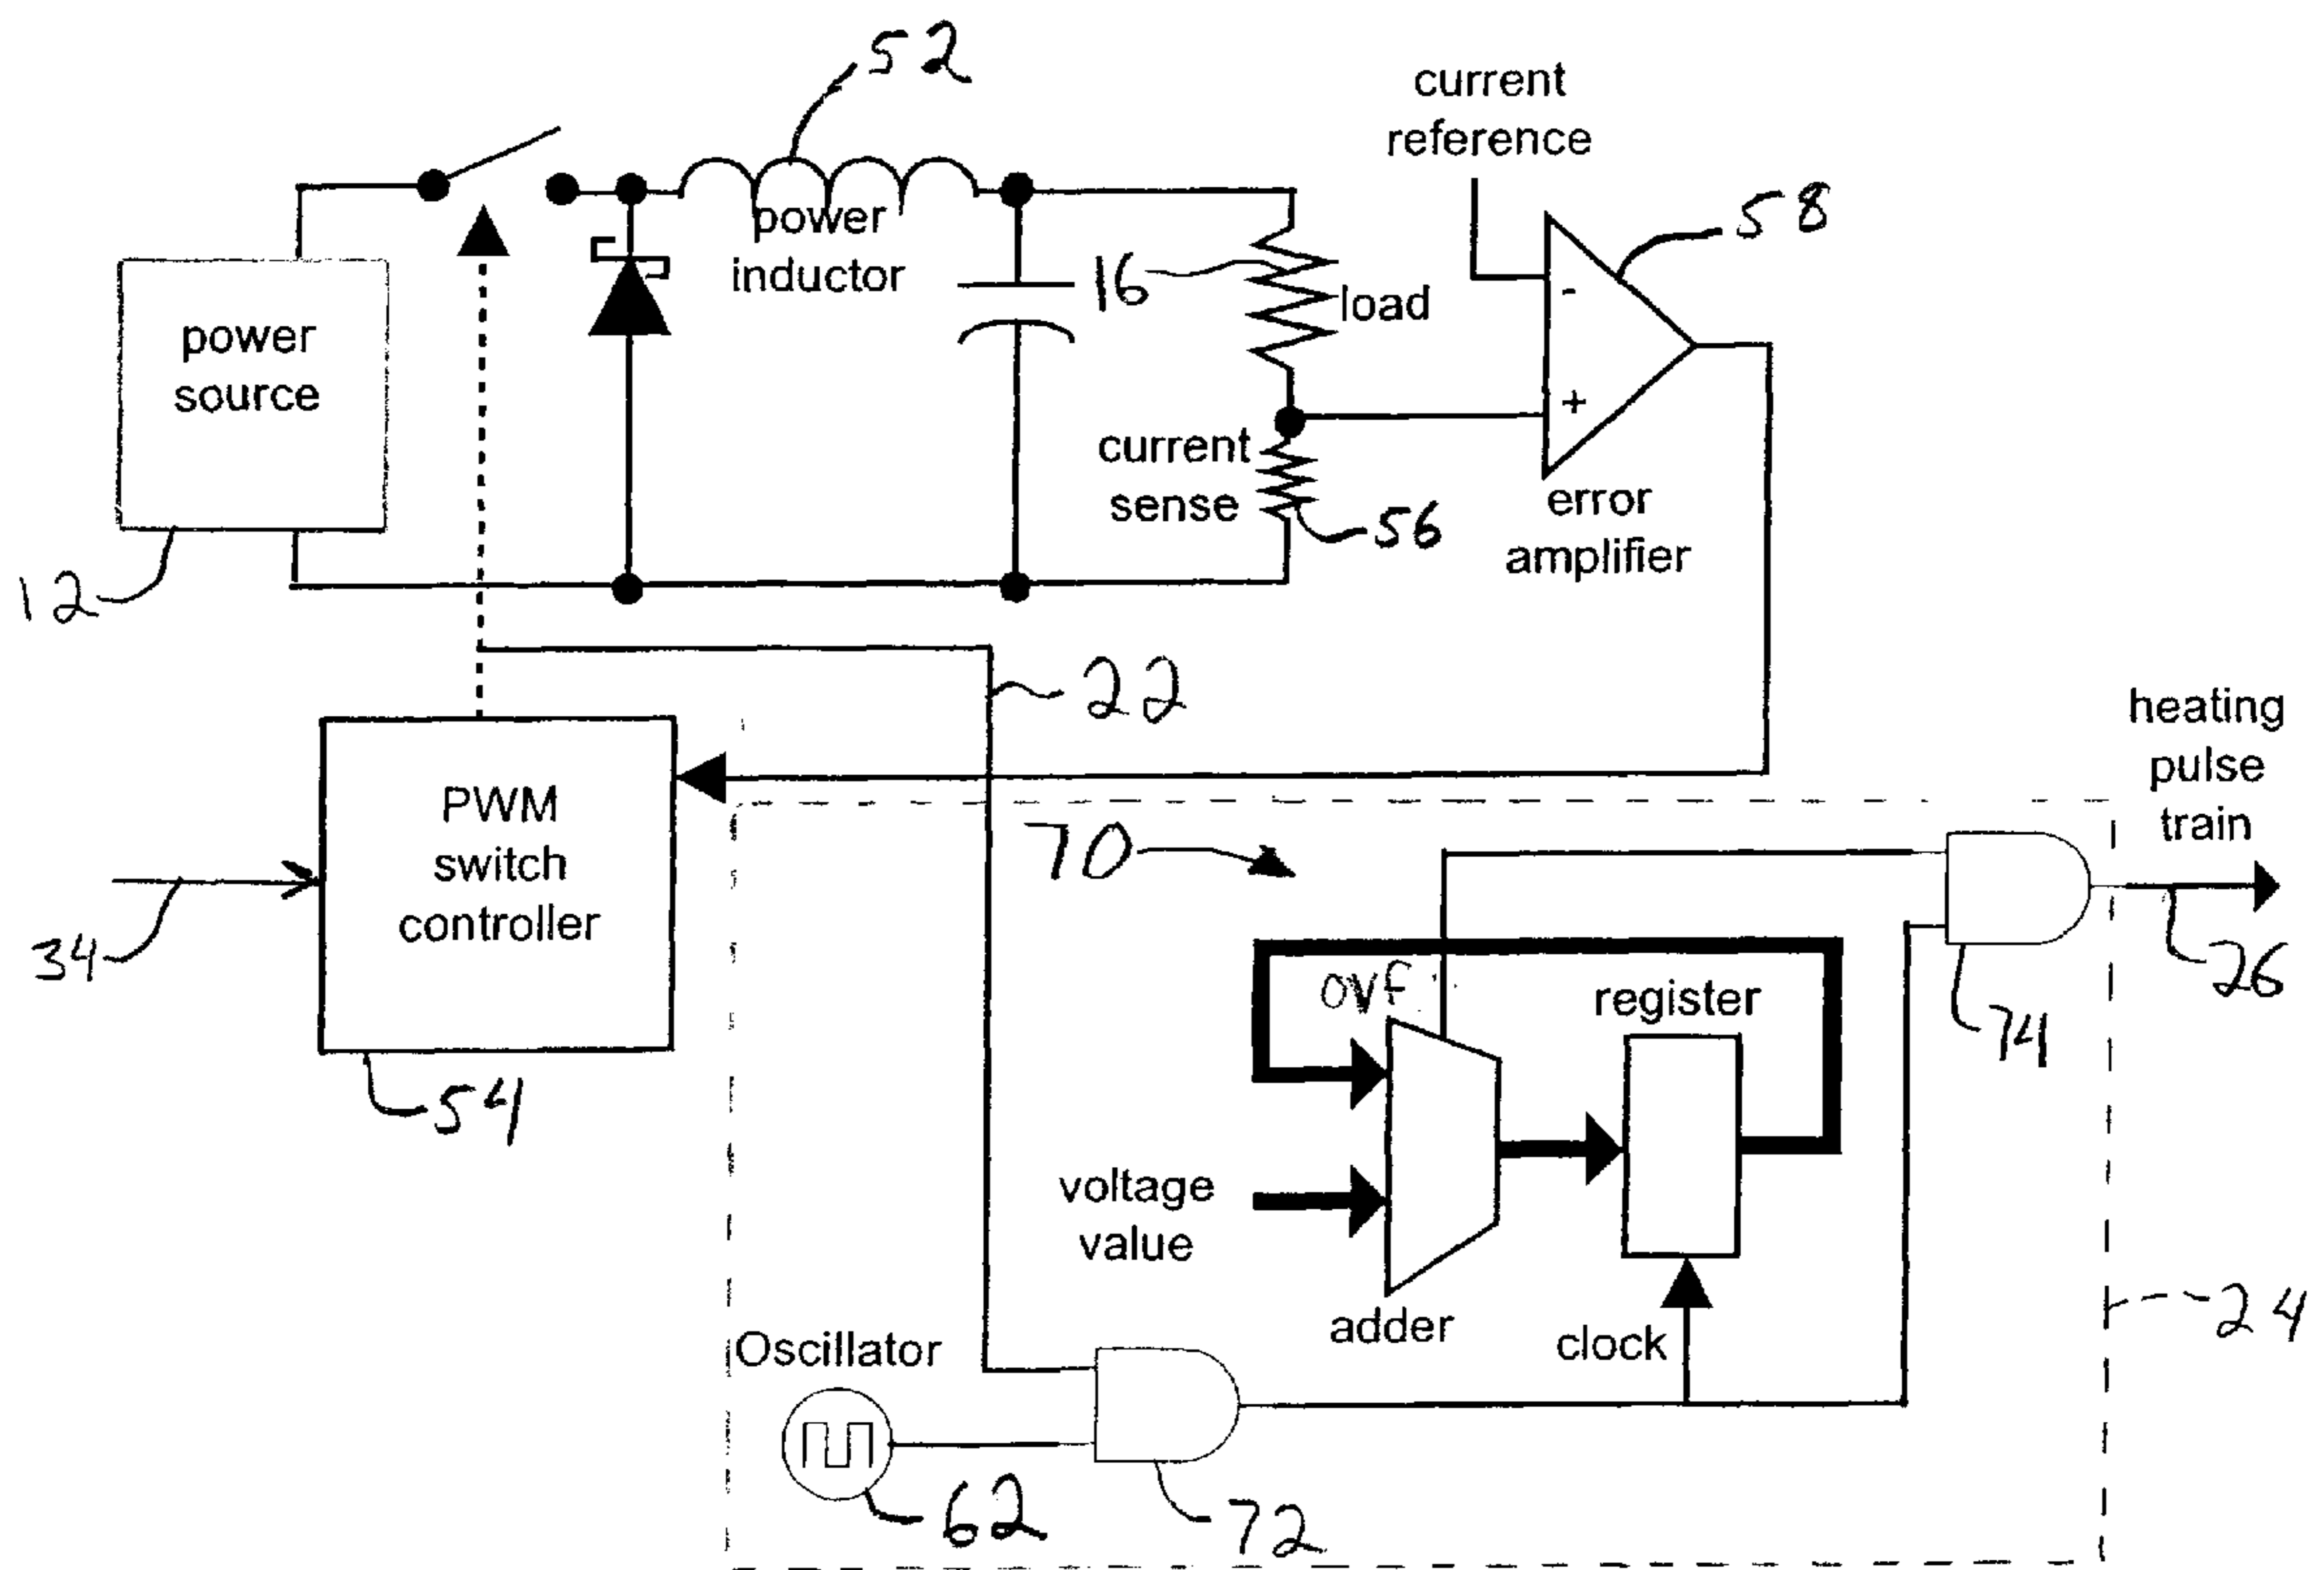 52
current
reference
58
power
inductor
16
load
power
source
-
+
current
sense
56
error
amplifier
12
22
heating
pulse
train
PWM
switch
controller
70
34
26
ovf
register
74
54
voltage
value
adder
clock
24
Oscillator
62
72